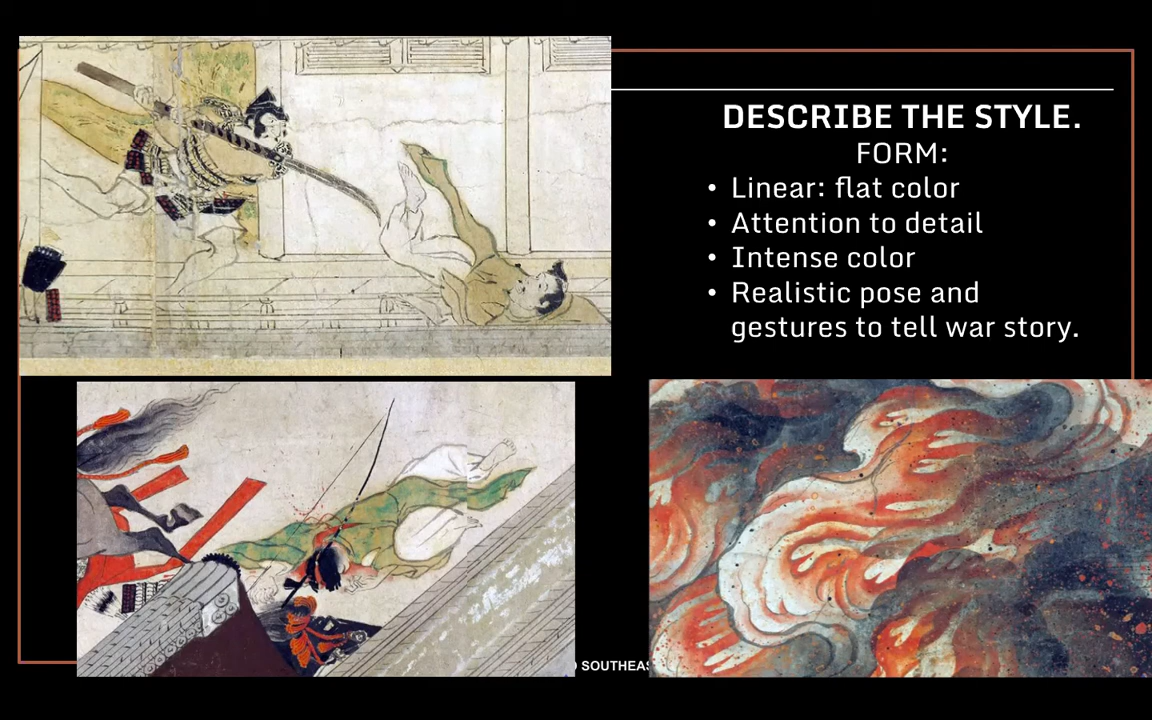 DESCRIBE THE STYLE.
FORM:
• Linear: flat color
• Attention to detail
• Intense color
• Realistic pose and
gestures to tell war story.